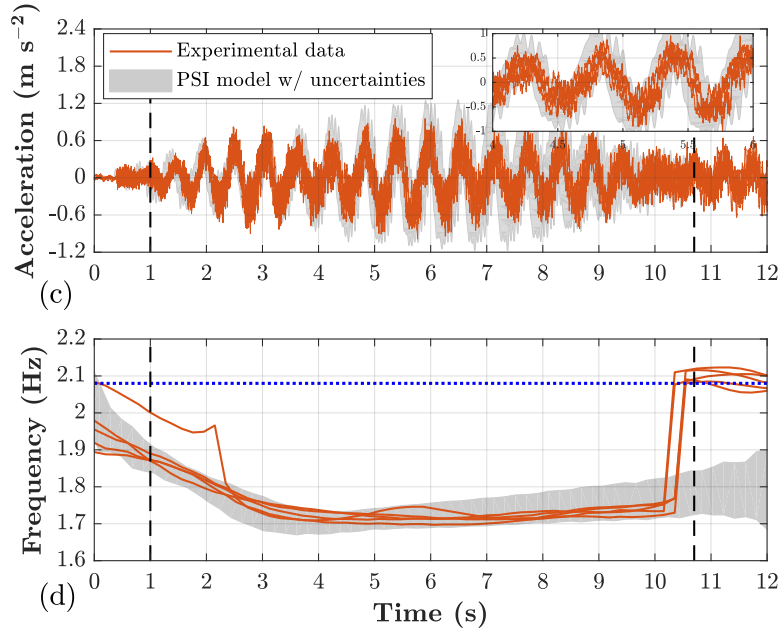 2.4
1.8
1.2
0.6
0
-0.6
-1.2
Acceleration (m s⁻²)
Experimental data
PSI model w/ uncertainties
1
0.5
0
-0.5
-1
4 4.5 5 5.5 6
0 1 2 3 4 5 6 7 8 9 10 11 12
(c)
2.2
2.1
2
1.9
1.8
1.7
1.6
Frequency (Hz)
0 1 2 3 4 5 6 7 8 9 10 11 12
(d)
Time (s)